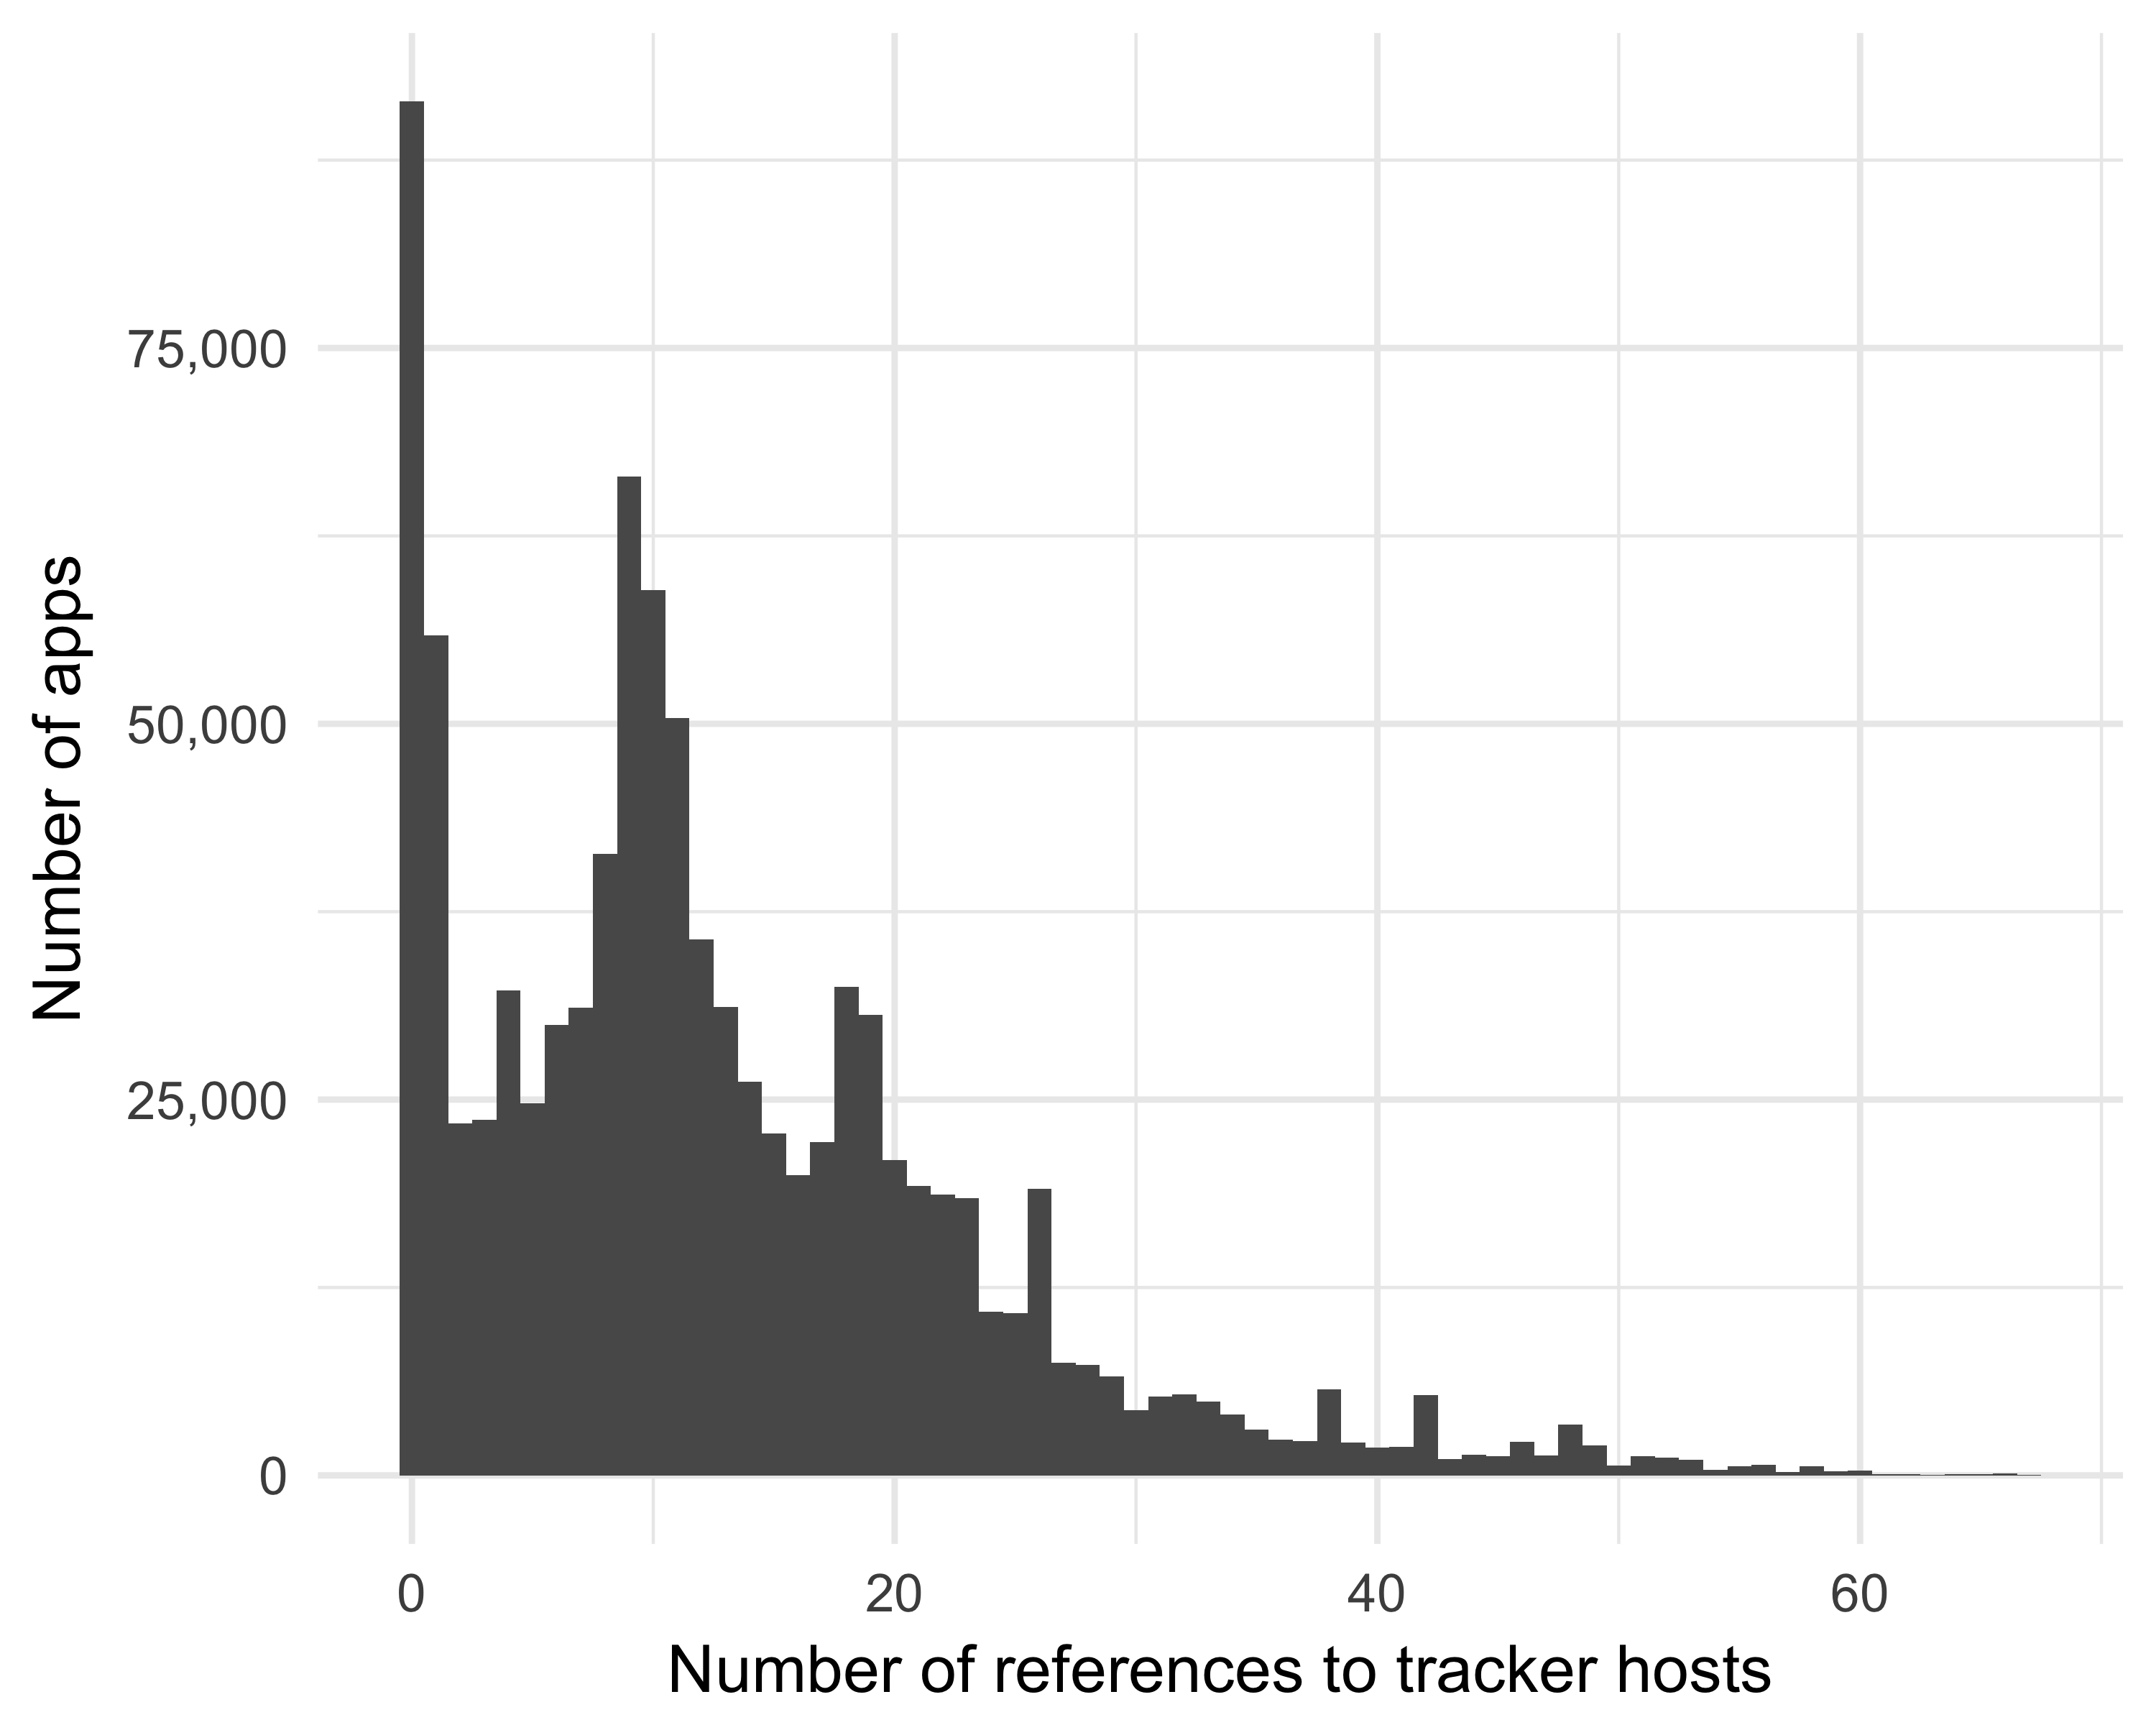 Number of apps
75,000
50,000
25,000
0
0 20 40 60
Number of references to tracker hosts